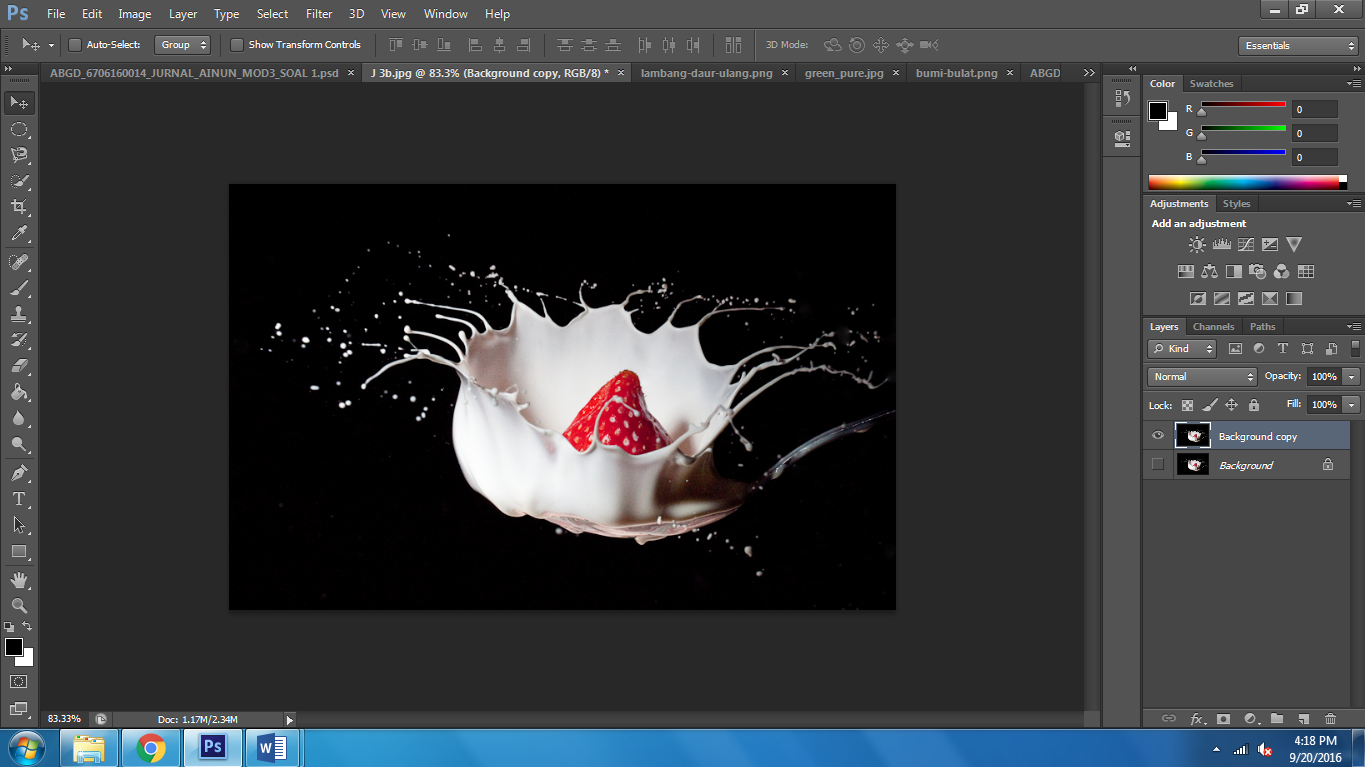 Ps File Edit Image Layer Type Select Filter 3D View Window Help
Auto-Select: Group Show Transform Controls 3D Mode: Essentials
ABGD_6706160014_JURNAL_AINUN_MOD3_SOAL 1.psd × J 3b.jpg @ 83.3% (Background copy, RGB/8) * × lambang-daur-ulang.png × green_pure.jpg × bumi-bulat.png × ABGD
Color Swatches
R 0
G 0
B 0
Adjustments Styles
Add an adjustment
Layers Channels Paths
Kind T
Normal Opacity: 100%
Lock: Fill: 100%
Background copy
Background
T
fx
83.33% Doc: 1.17M/2.34M
Ps W 4:18 PM
9/20/2016